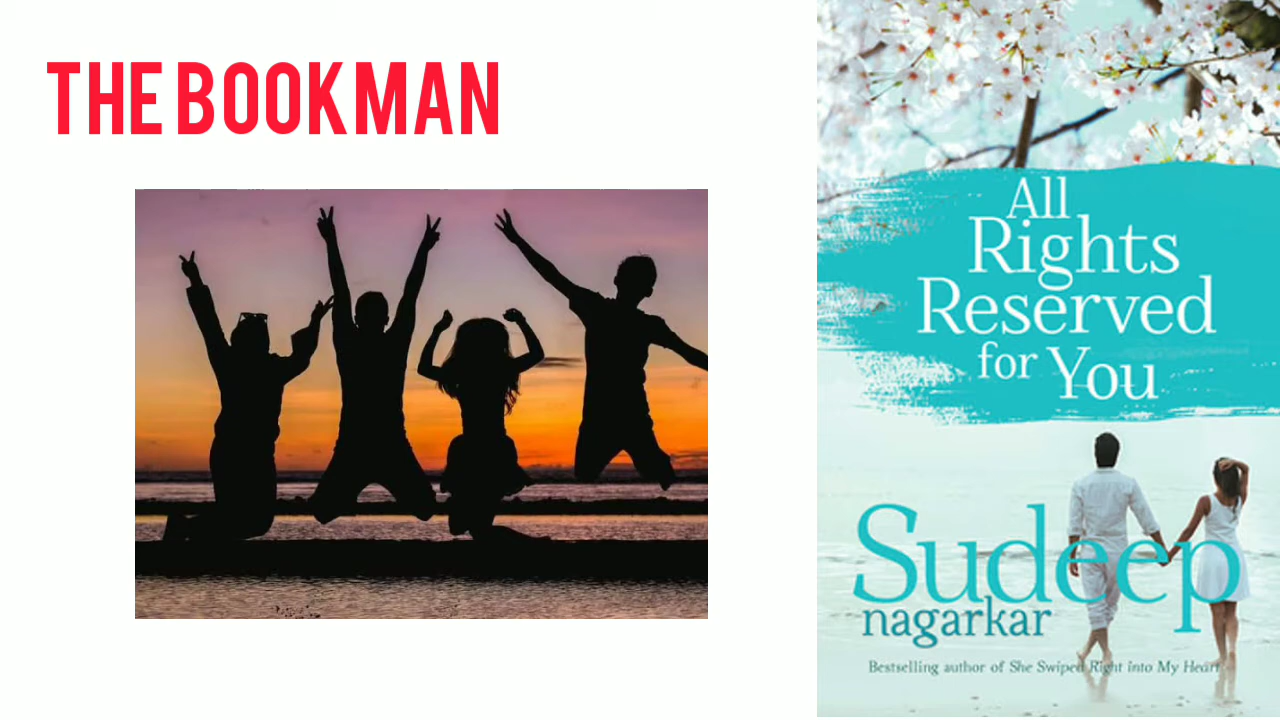 THE BOOKMAN
All
Rights
Reserved
for You
Sudeep
nagarkar
Bestselling author of She Swiped Right into My Heart